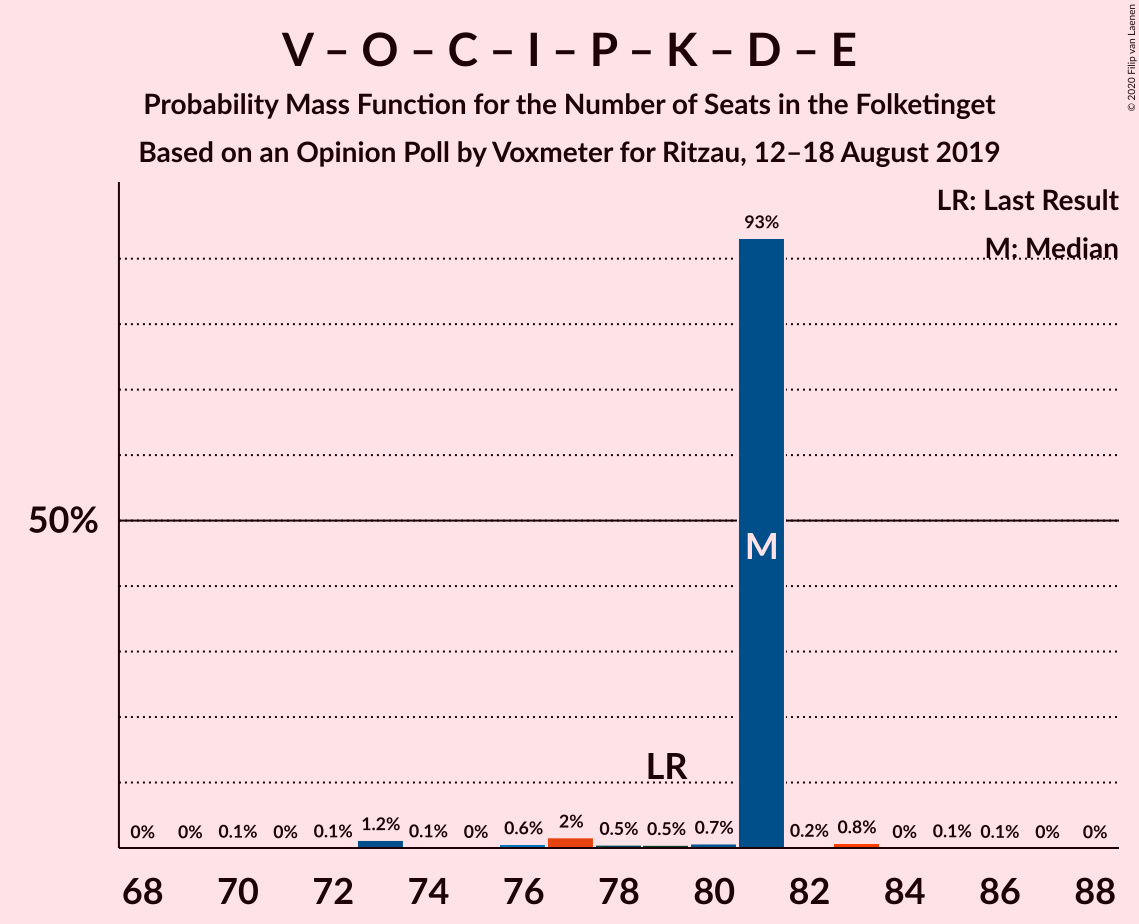 V – O – C – I – P – K – D – E
Probability Mass Function for the Number of Seats in the Folketinget
Based on an Opinion Poll by Voxmeter for Ritzau, 12–18 August 2019
© 2020 Filip van Laenen
LR: Last Result
M: Median
93%
50%
M
LR
0% 0% 0.1% 0% 0.1% 1.2% 0.1% 0% 0.6% 2% 0.5% 0.5% 0.7% 0.2% 0.8% 0% 0.1% 0.1% 0% 0%
68 70 72 74 76 78 80 82 84 86 88